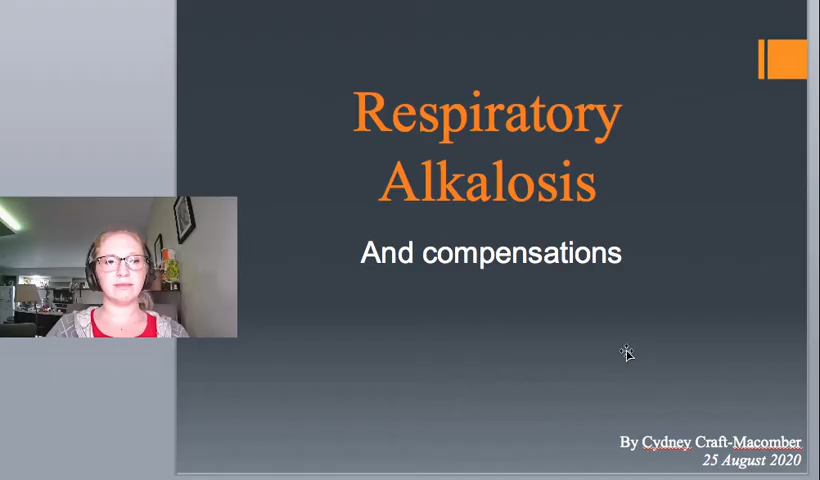 Respiratory
Alkalosis
And compensations
By Cydney Craft-Macomber
25 August 2020